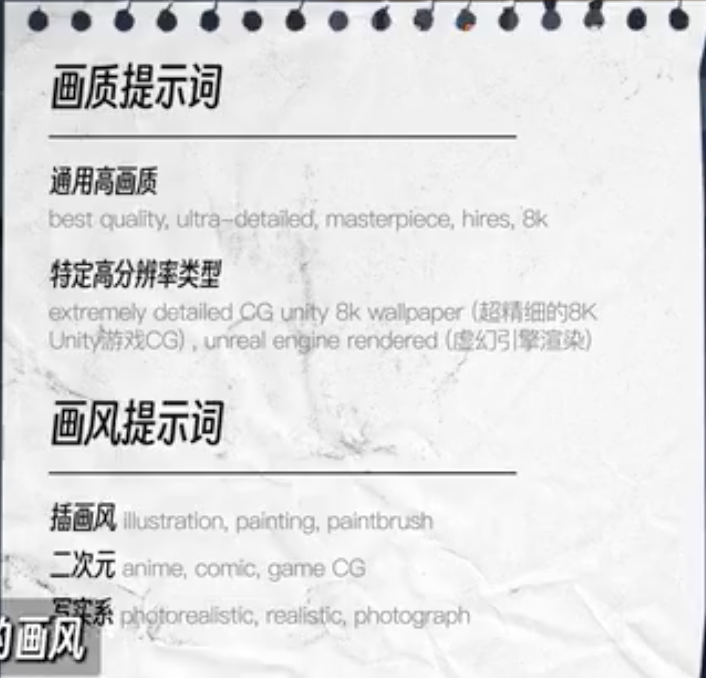 画质提示词
通用高画质
best quality, ultra-detailed, masterpiece, hires, 8k
特定高分辨率类型
extremely detailed CG unity 8k wallpaper (超精细的8K
Unity游戏CG) , unreal engine rendered (虚幻引擎渲染)
画风提示词
插画风 illustration, painting, paintbrush
二次元 anime, comic, game CG
写实系 photorealistic, realistic, photograph
的画风